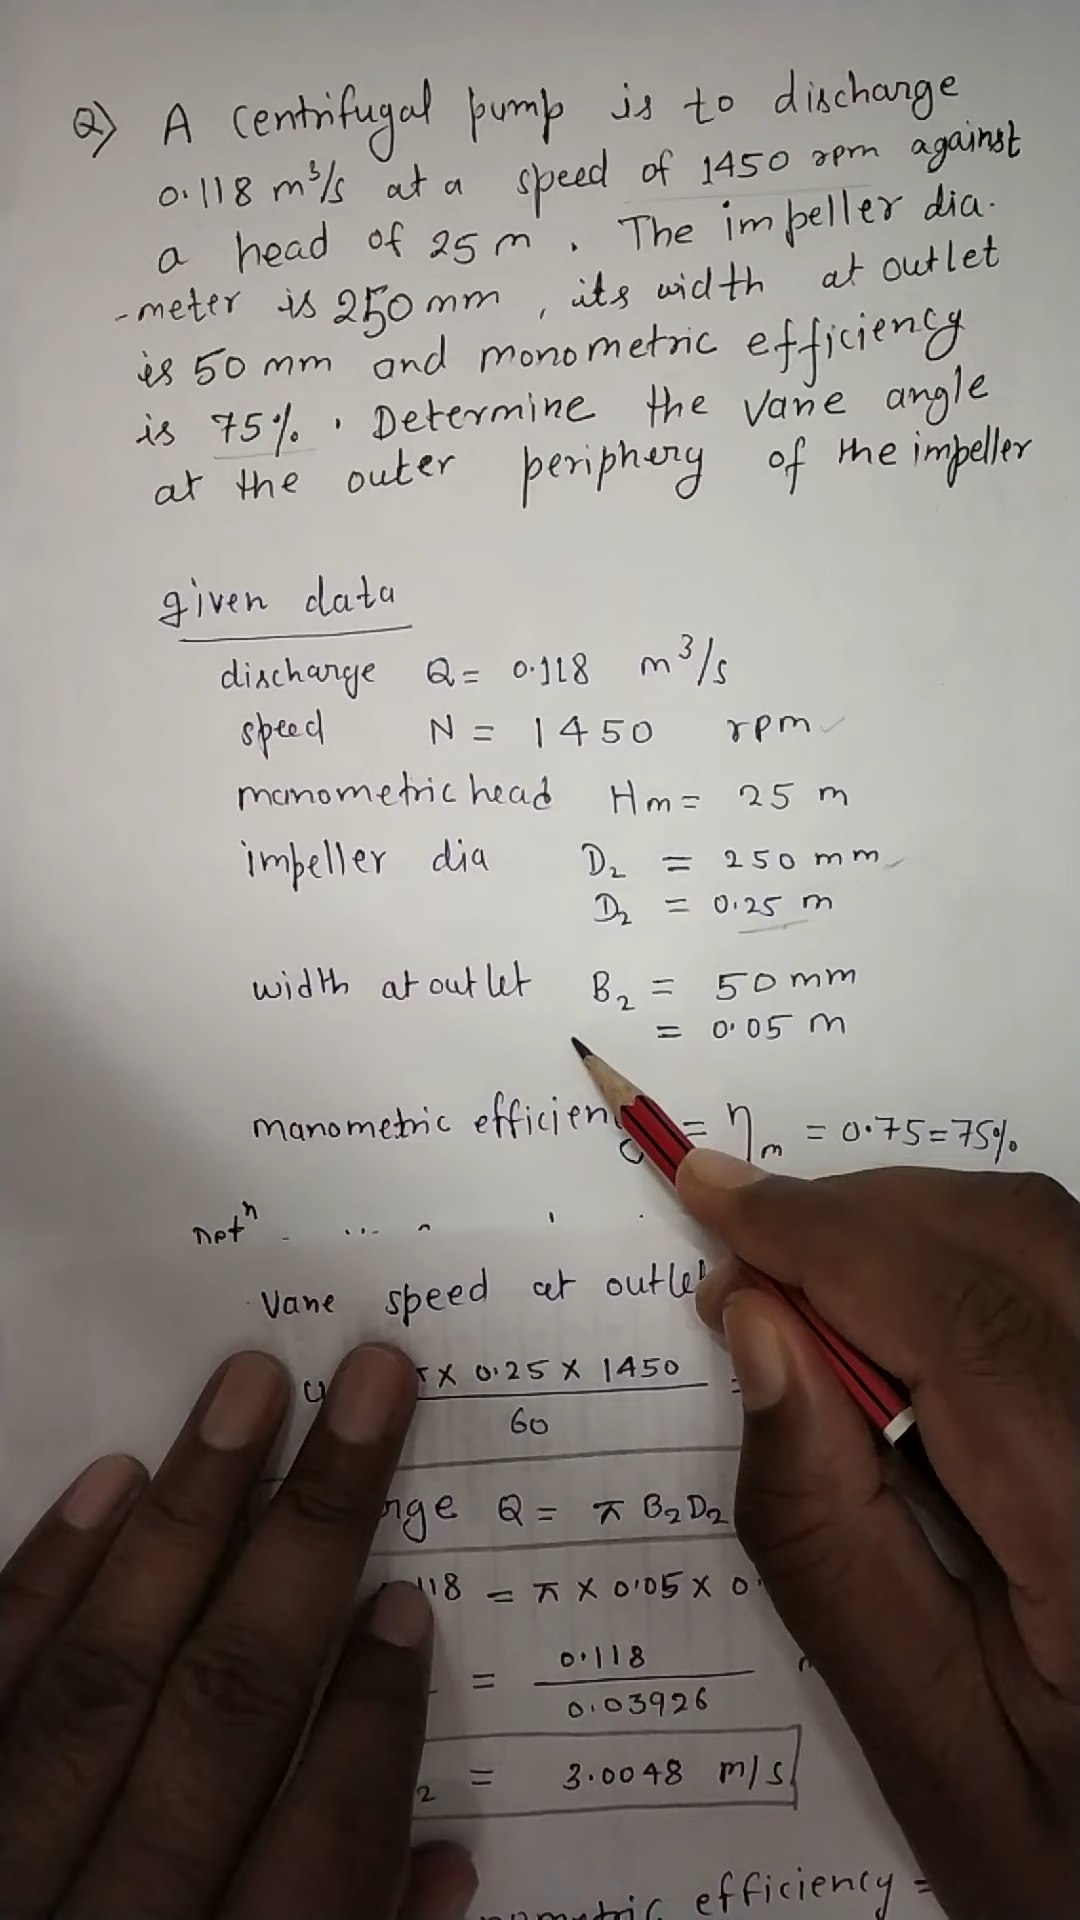 Q) A centrifugal pump is to discharge
0.118 m³/s at a speed of 1450 rpm against
a head of 25 m . The impeller dia.
-meter is 250 mm , its width at outlet
is 50 mm and monometric efficiency
is 75% . Determine the vane angle
at the outer periphery of the impeller
given data
discharge Q = 0.118 m³/s
speed N = 1450 rpm
manometric head Hm = 25 m
impeller dia D₂ = 250 mm
D₂ = 0.25 m
width at outlet B₂ = 50 mm
= 0.05 m
manometric = ηm = 0.75 = 75%
Vane speed at
× 0.25 × 1450
60
Q = π B₂D₂
= π × 0.05 ×
= 0.118
0.03926
₂ = 3.0048 m/s
efficiency =